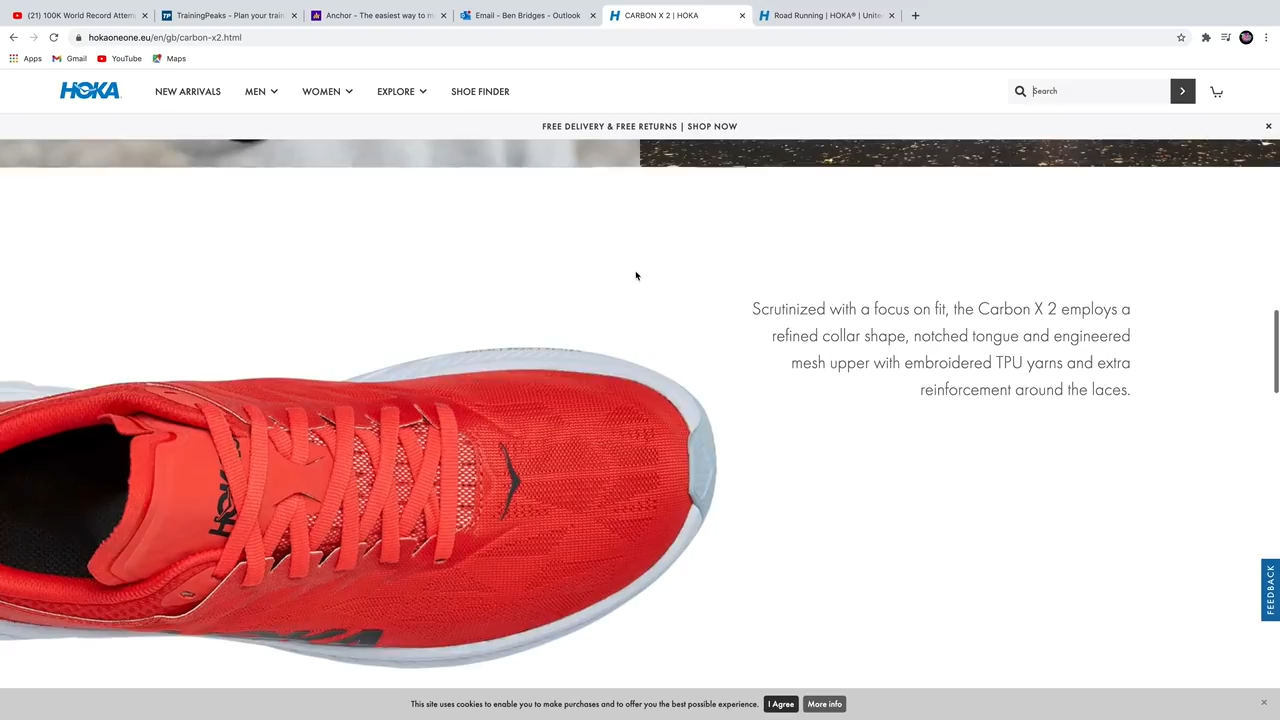 (21) 100K World Record Attem
TrainingPeaks - Plan your train
Anchor - The easiest way to m
Email - Ben Bridges - Outlook
CARBON X 2 | HOKA
Road Running | HOKA® | Unite
hokaoneone.eu/en/gb/carbon-x2.html
Apps
Gmail
YouTube
Maps
HOKA
NEW ARRIVALS
MEN
WOMEN
EXPLORE
SHOE FINDER
Search
FREE DELIVERY & FREE RETURNS | SHOP NOW
Scrutinized with a focus on fit, the Carbon X 2 employs a
refined collar shape, notched tongue and engineered
mesh upper with embroidered TPU yarns and extra
reinforcement around the laces.
HOK
FEEDBACK
This site uses cookies to enable you to make purchases and to offer you the best possible experience.
I Agree
More info